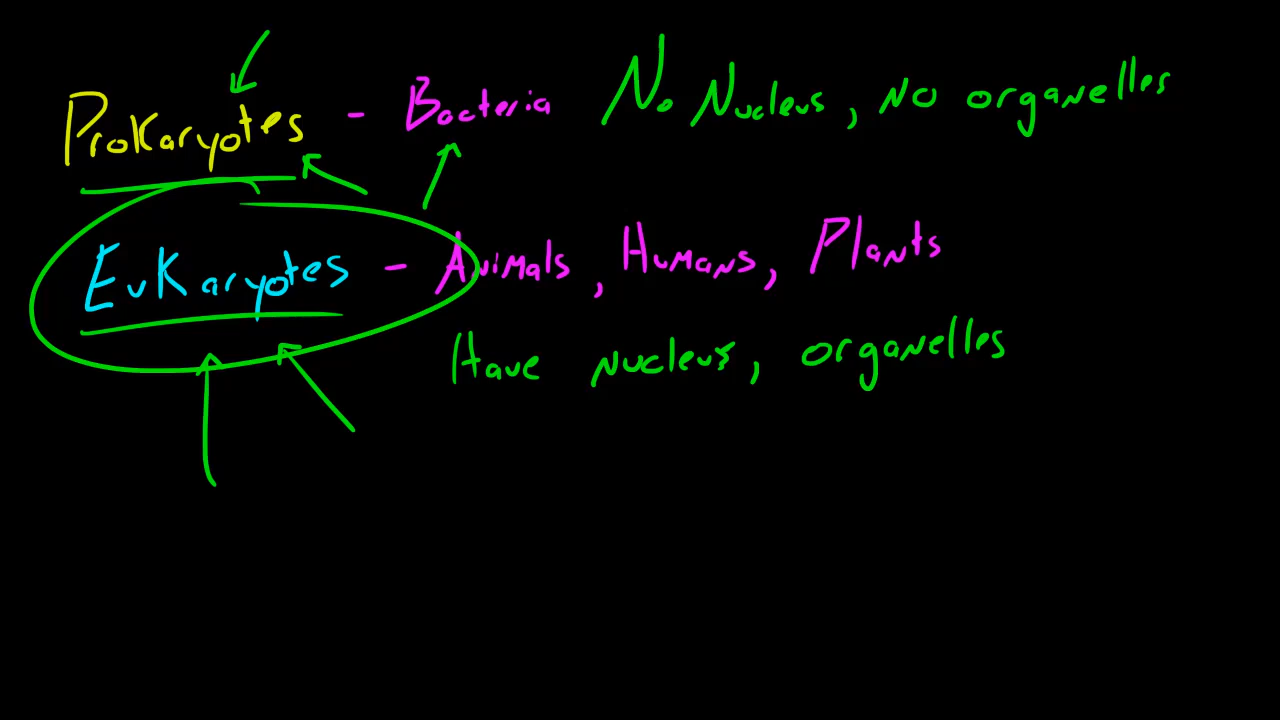 Prokaryotes - Bacteria No Nucleus, no organelles
Eukaryotes - Animals, Humans, Plants
Have nucleus, organelles